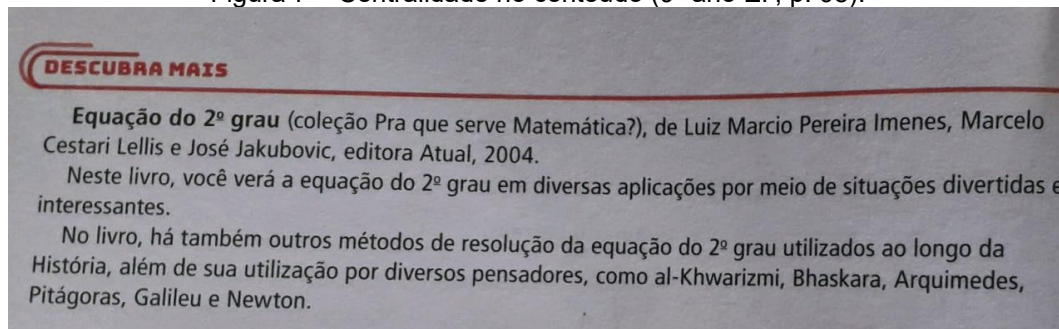 DESCUBRA MAIS
Equação do 2º grau (coleção Pra que serve Matemática?), de Luiz Marcio Pereira Imenes, Marcelo
Cestari Lellis e José Jakubovic, editora Atual, 2004.
Neste livro, você verá a equação do 2º grau em diversas aplicações por meio de situações divertidas e
interessantes.
No livro, há também outros métodos de resolução da equação do 2º grau utilizados ao longo da
História, além de sua utilização por diversos pensadores, como al-Khwarizmi, Bhaskara, Arquimedes,
Pitágoras, Galileu e Newton.